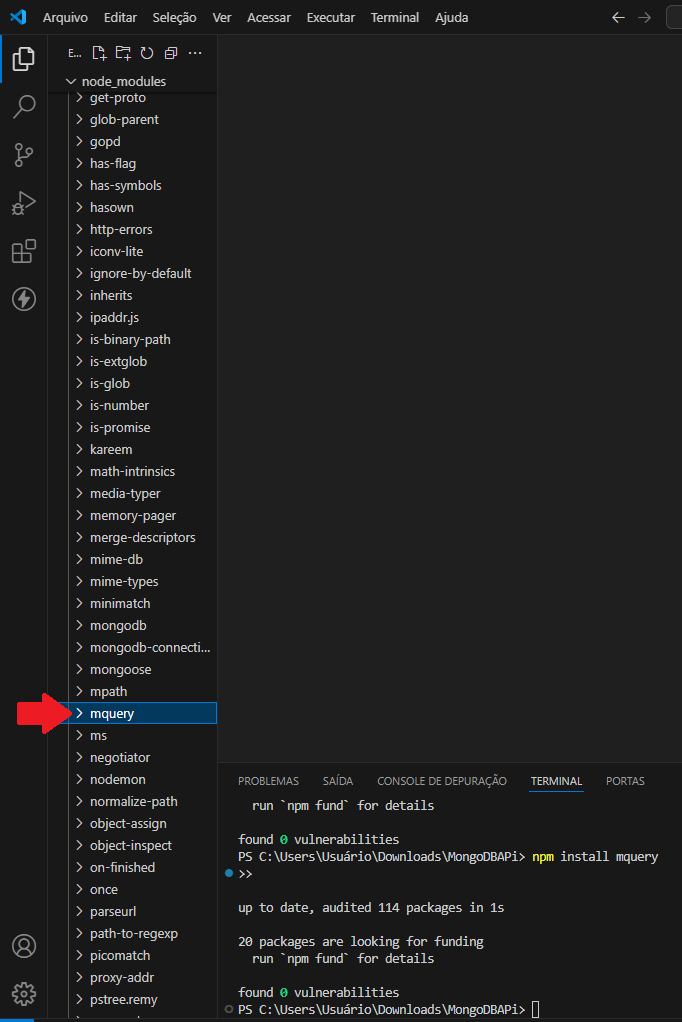 Arquivo Editar Seleção Ver Acessar Executar Terminal Ajuda
E...
node_modules
get-proto
glob-parent
gopd
has-flag
has-symbols
hasown
http-errors
iconv-lite
ignore-by-default
inherits
ipaddr.js
is-binary-path
is-extglob
is-glob
is-number
is-promise
kareem
math-intrinsics
media-typer
memory-pager
merge-descriptors
mime-db
mime-types
minimatch
mongodb
mongodb-connecti...
mongoose
mpath
mquery
ms
negotiator
nodemon
normalize-path
object-assign
object-inspect
on-finished
once
parseurl
path-to-regexp
picomatch
proxy-addr
pstree.remy
PROBLEMAS SAÍDA CONSOLE DE DEPURAÇÃO TERMINAL PORTAS
run `npm fund` for details
found 0 vulnerabilities
PS C:\Users\Usuário\Downloads\MongoDBAPi> npm install mquery
>>
up to date, audited 114 packages in 1s
20 packages are looking for funding
run `npm fund` for details
found 0 vulnerabilities
PS C:\Users\Usuário\Downloads\MongoDBAPi>